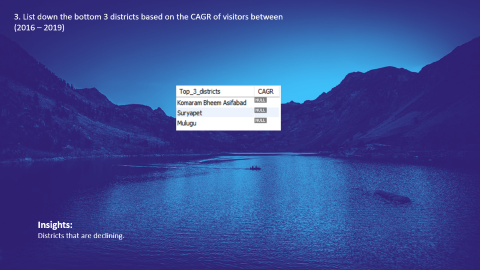 3. List down the bottom 3 districts based on the CAGR of visitors between
(2016 – 2019)
Top_3_districts CAGR
Komaram Bheem Asifabad NULL
Suryapet NULL
Mulugu NULL
Insights:
Districts that are declining.